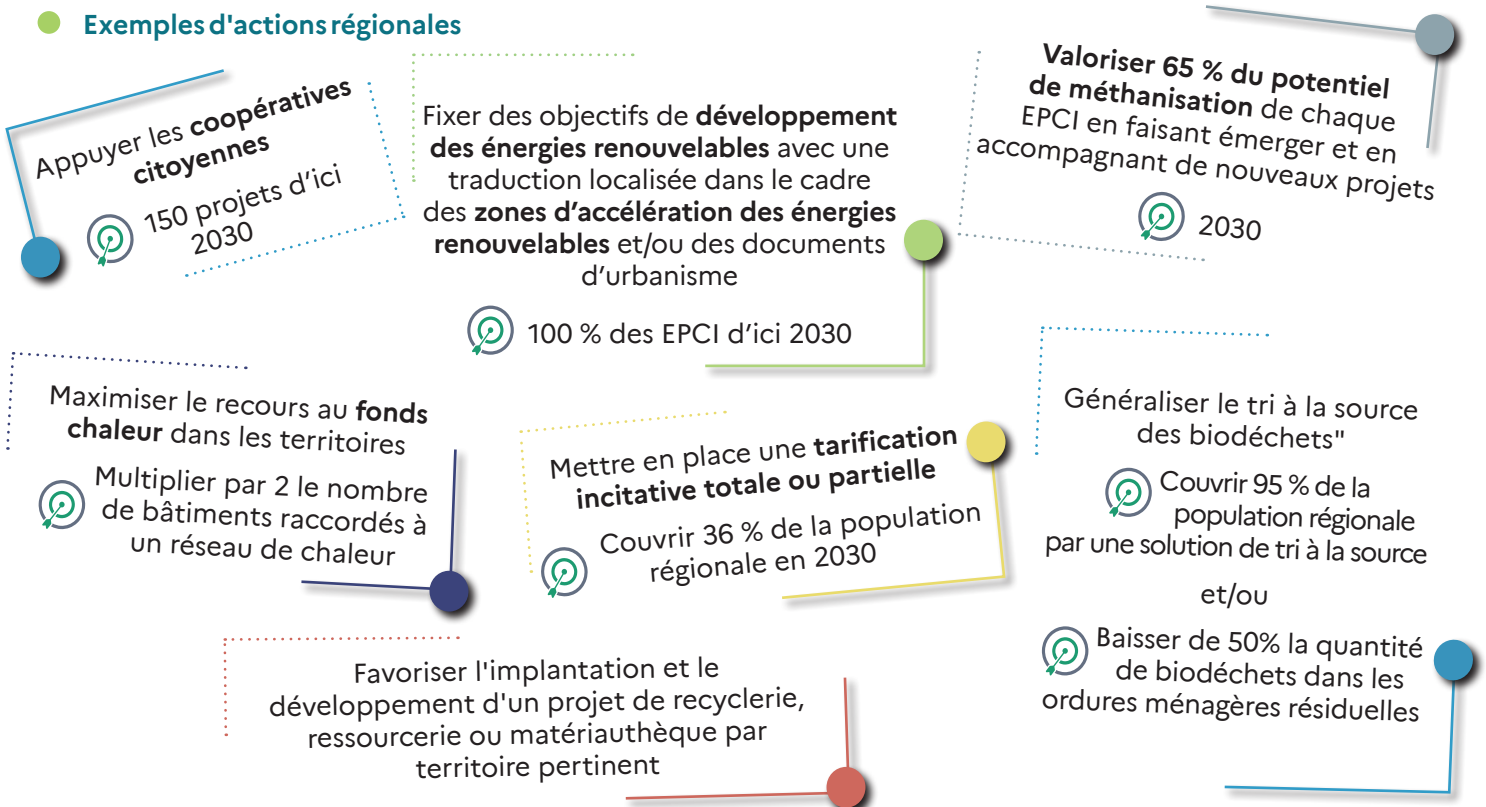 Exemples d'actions régionales
Appuyer les coopératives
citoyennes
150 projets d’ici
2030
Fixer des objectifs de développement
des énergies renouvelables avec une
traduction localisée dans le cadre
des zones d’accélération des énergies
renouvelables et/ou des documents
d’urbanisme
100 % des EPCI d’ici 2030
Valoriser 65 % du potentiel
de méthanisation de chaque
EPCI en faisant émerger et en
accompagnant de nouveaux projets
2030
Maximiser le recours au fonds
chaleur dans les territoires
Multiplier par 2 le nombre
de bâtiments raccordés à
un réseau de chaleur
Mettre en place une tarification
incitative totale ou partielle
Couvrir 36 % de la population
régionale en 2030
Généraliser le tri à la source
des biodéchets"
Couvrir 95 % de la
population régionale
par une solution de tri à la source
et/ou
Baisser de 50% la quantité
de biodéchets dans les
ordures ménagères résiduelles
Favoriser l'implantation et le
développement d'un projet de recyclerie,
ressourcerie ou matériauthèque par
territoire pertinent